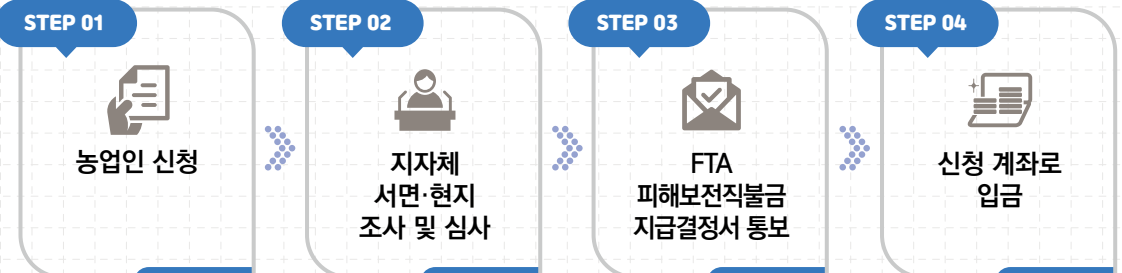 STEP 01
농업인 신청
STEP 02
지자체
서면·현지
조사 및 심사
STEP 03
FTA
피해보전직불금
지급결정서 통보
STEP 04
신청 계좌로
입금